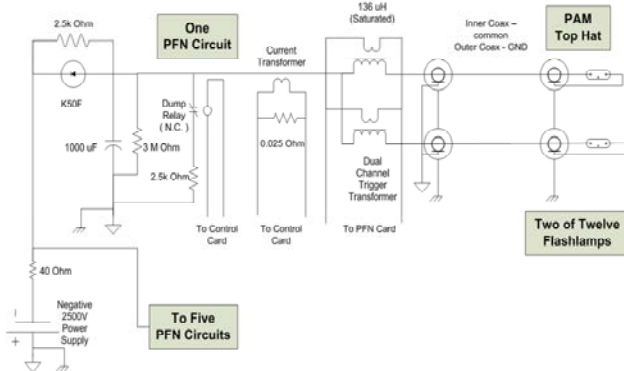 2.5k Ohm
One
PFN Circuit
K50F
1000 uF
3 M Ohm
Dump
Relay
( N.C. )
2.5k Ohm
Current
Transformer
0.025 Ohm
136 uH
(Saturated)
Dual
Channel
Trigger
Transformer
Inner Coax –
common
Outer Coax - GND
PAM
Top Hat
To Control
Card
To Control
Card
To PFN Card
Two of Twelve
Flashlamps
40 Ohm
Negative
2500V
Power
Supply
To Five
PFN Circuits